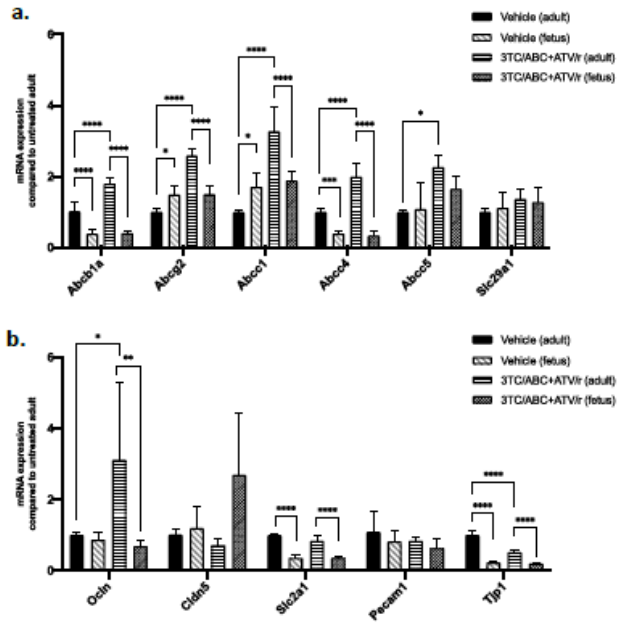 a.
Vehicle (adult)
Vehicle (fetus)
3TC/ABC+ATV/r (adult)
3TC/ABC+ATV/r (fetus)
mRNA expression
compared to untreated adult
6
4
2
0
****
****
****
****
*
****
****
****
*
****
****
***
****
*
Abcb1a
Abcg2
Abcc1
Abcc4
Abcc5
Slc29a1
b.
Vehicle (adult)
Vehicle (fetus)
3TC/ABC+ATV/r (adult)
3TC/ABC+ATV/r (fetus)
mRNA expression
compared to untreated adult
6
4
2
0
*
**
****
****
****
****
****
Ocln
Cldn5
Slc2a1
Pecam1
Tjp1